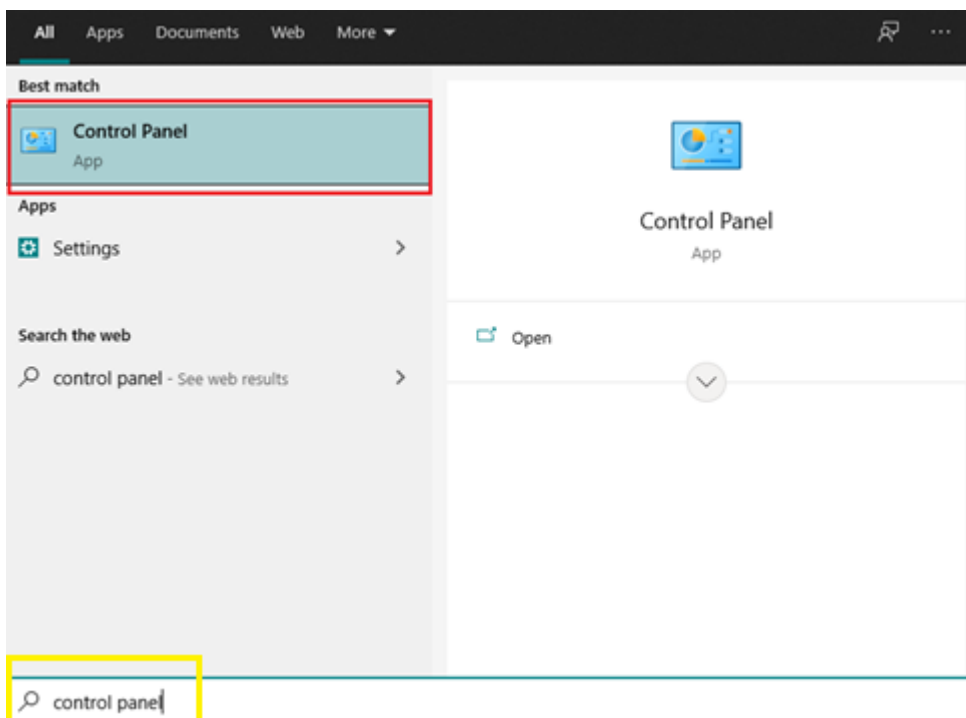 All Apps Documents Web More
Best match
Control Panel
App
Apps
Settings
Search the web
control panel - See web results
Control Panel
App
Open
control panel